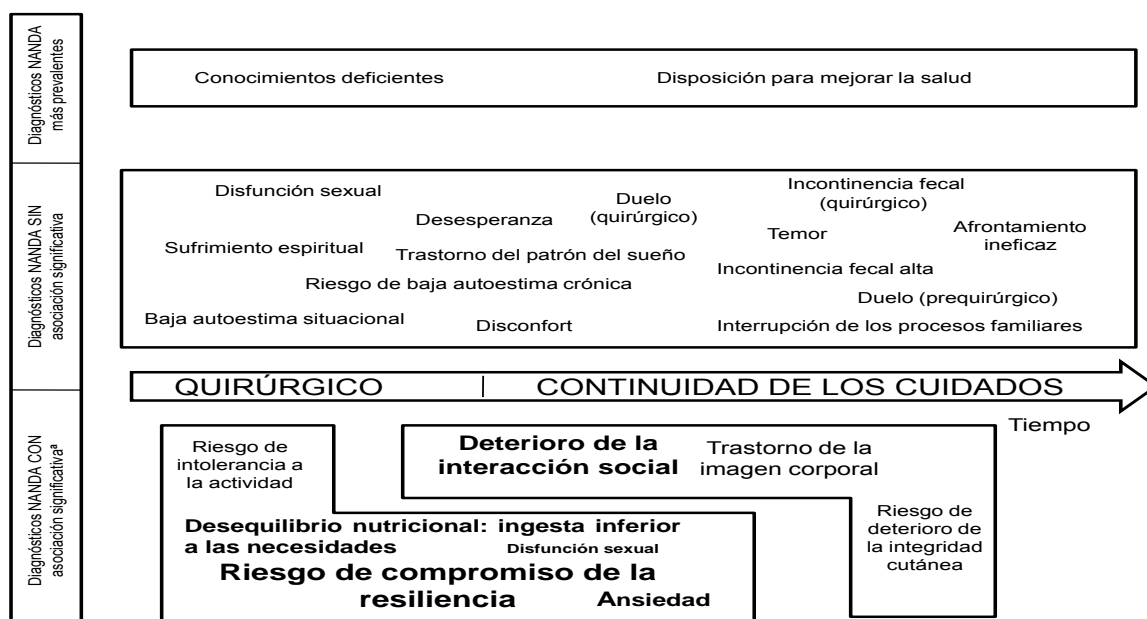 Diagnósticos NANDA
más prevalentes
Conocimientos deficientes
Disposición para mejorar la salud
Diagnósticos NANDA SIN
asociación significativa
Disfunción sexual
Desesperanza
Duelo
(quirúrgico)
Incontinencia fecal
(quirúrgico)
Temor
Afrontamiento
ineficaz
Sufrimiento espiritual
Trastorno del patrón del sueño
Incontinencia fecal alta
Riesgo de baja autoestima crónica
Duelo (prequirúrgico)
Baja autoestima situacional
Disconfort
Interrupción de los procesos familiares
QUIRÚRGICO
CONTINUIDAD DE LOS CUIDADOS
Tiempo
Diagnósticos NANDA CON
asociación significativaª
Riesgo de
intolerancia a
la actividad
Deterioro de la
interacción social
Trastorno de la
imagen corporal
Desequilibrio nutricional: ingesta inferior
a las necesidades
Disfunción sexual
Riesgo de compromiso de la
resiliencia
Ansiedad
Riesgo de
deterioro de
la integridad
cutánea